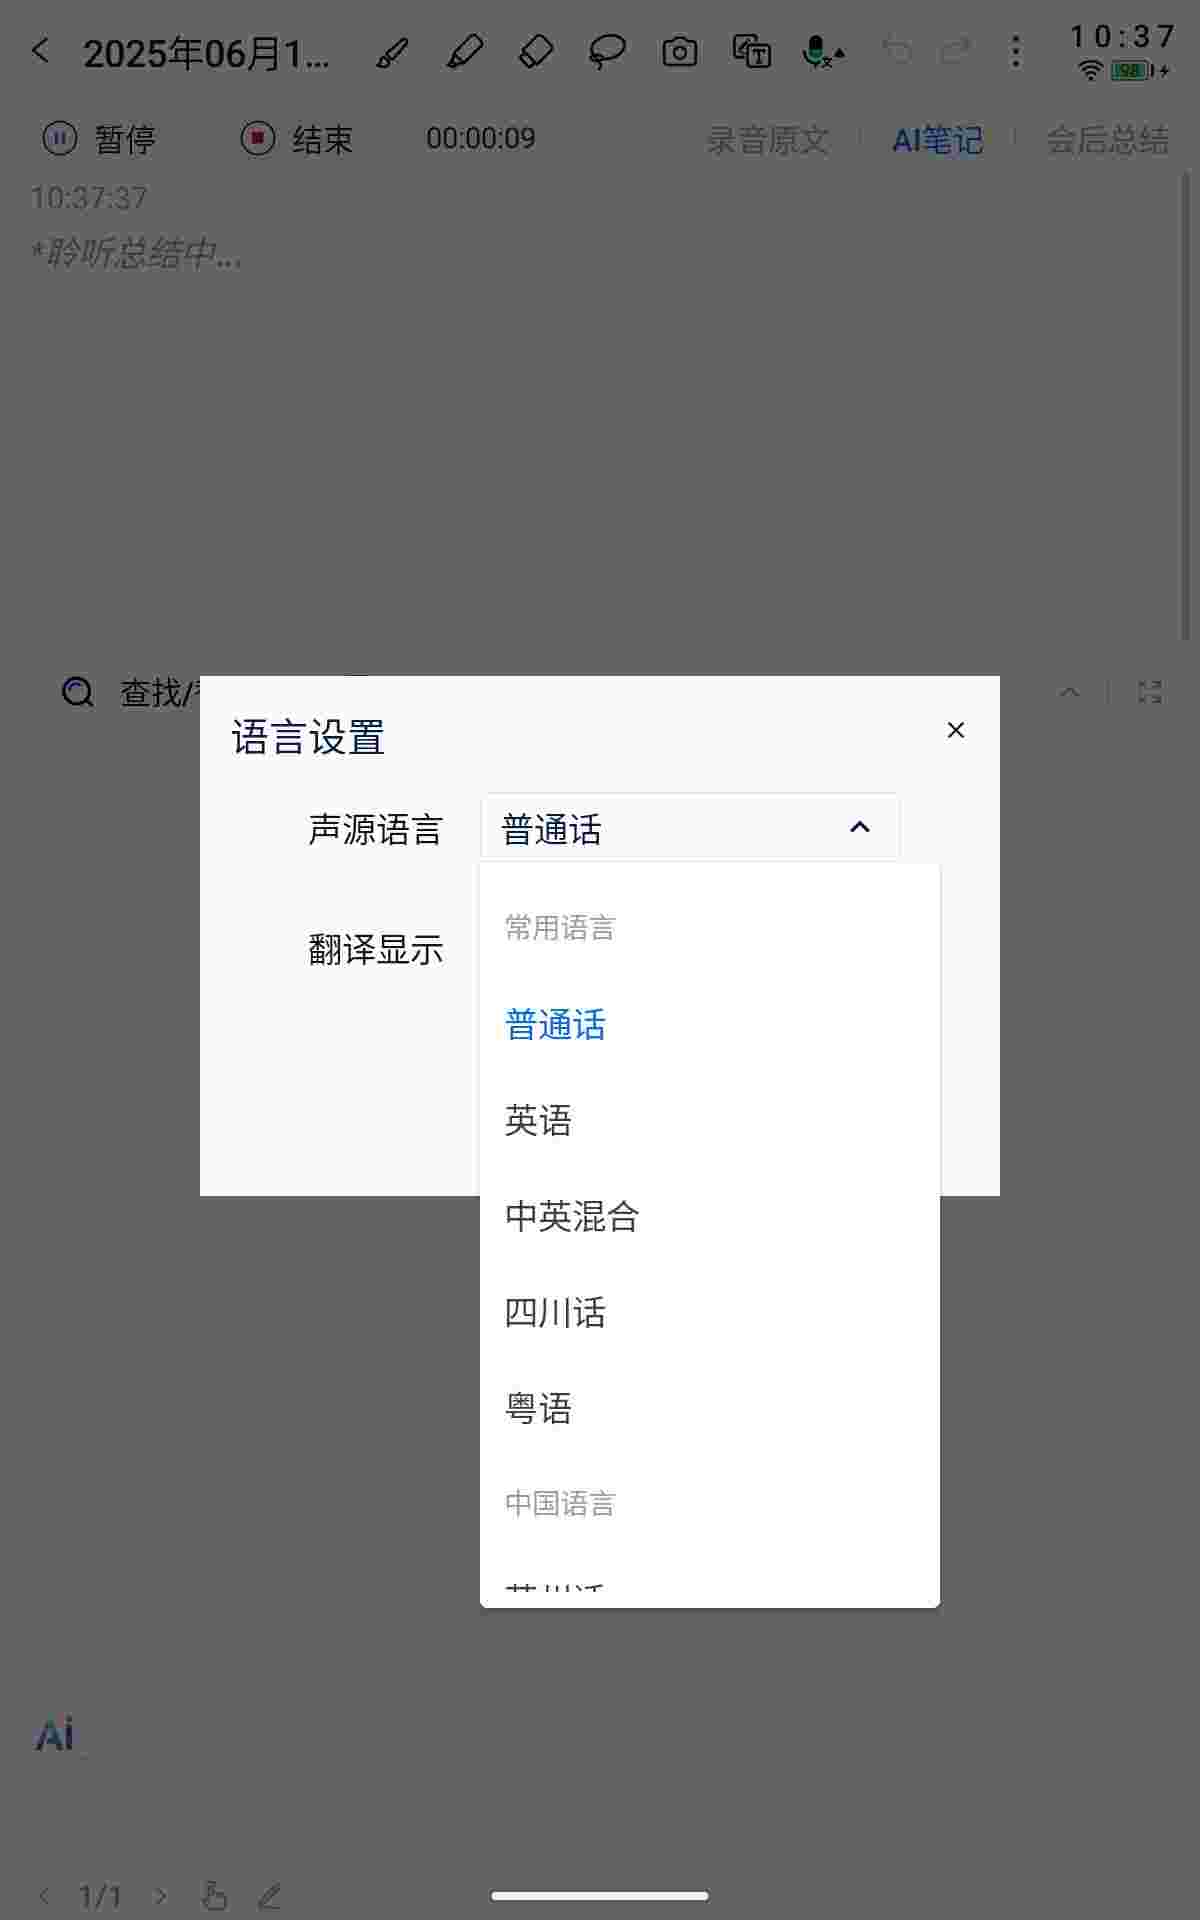 2025年06月1...
10:37
98
暂停 结束 00:00:09 录音原文 AI笔记 会后总结
10:37:37
*聆听总结中...
查找/
语言设置
声源语言 普通话
常用语言
翻译显示
普通话
英语
中英混合
四川话
粤语
中国语言
Ai
1/1